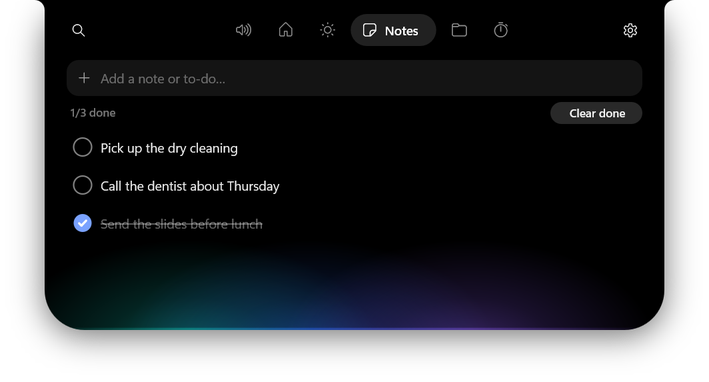 Notes
Add a note or to-do...
1/3 done
Clear done
Pick up the dry cleaning
Call the dentist about Thursday
Send the slides before lunch